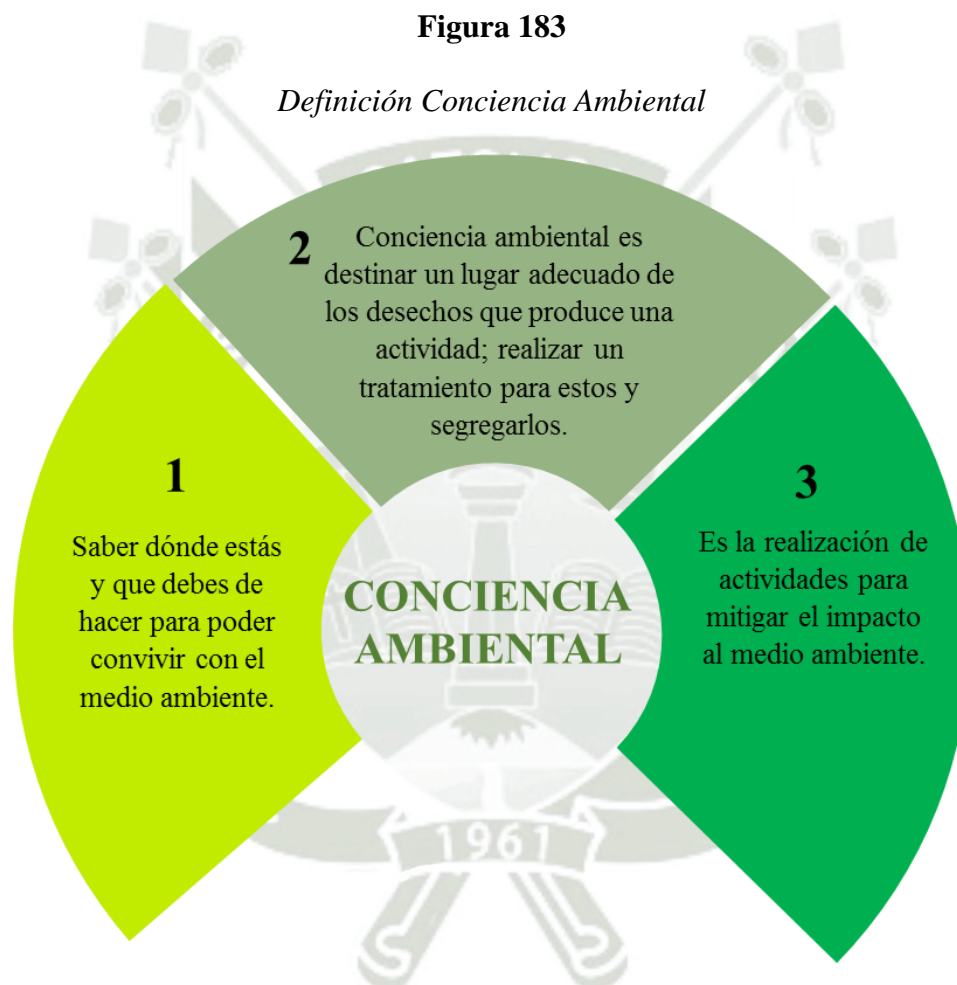 Figura 183
Definición Conciencia Ambiental
2
Conciencia ambiental es
destinar un lugar adecuado de
los desechos que produce una
actividad; realizar un
tratamiento para estos y
segregarlos.
1
Saber dónde estás
y que debes de
hacer para poder
convivir con el
medio ambiente.
3
Es la realización de
actividades para
mitigar el impacto
al medio ambiente.
CONCIENCIA
AMBIENTAL
1961